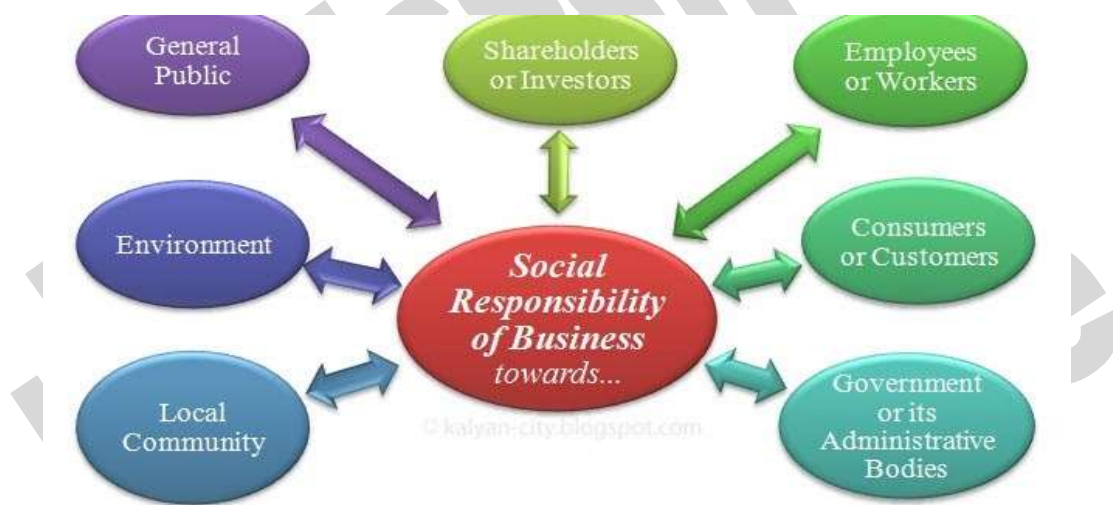 General
Public
Shareholders
or Investors
Employees
or Workers
Environment
Social
Responsibility
of Business
towards...
Consumers
or Customers
Local
Community
Government
or its
Administrative
Bodies
© kalyan-city.blogspot.com